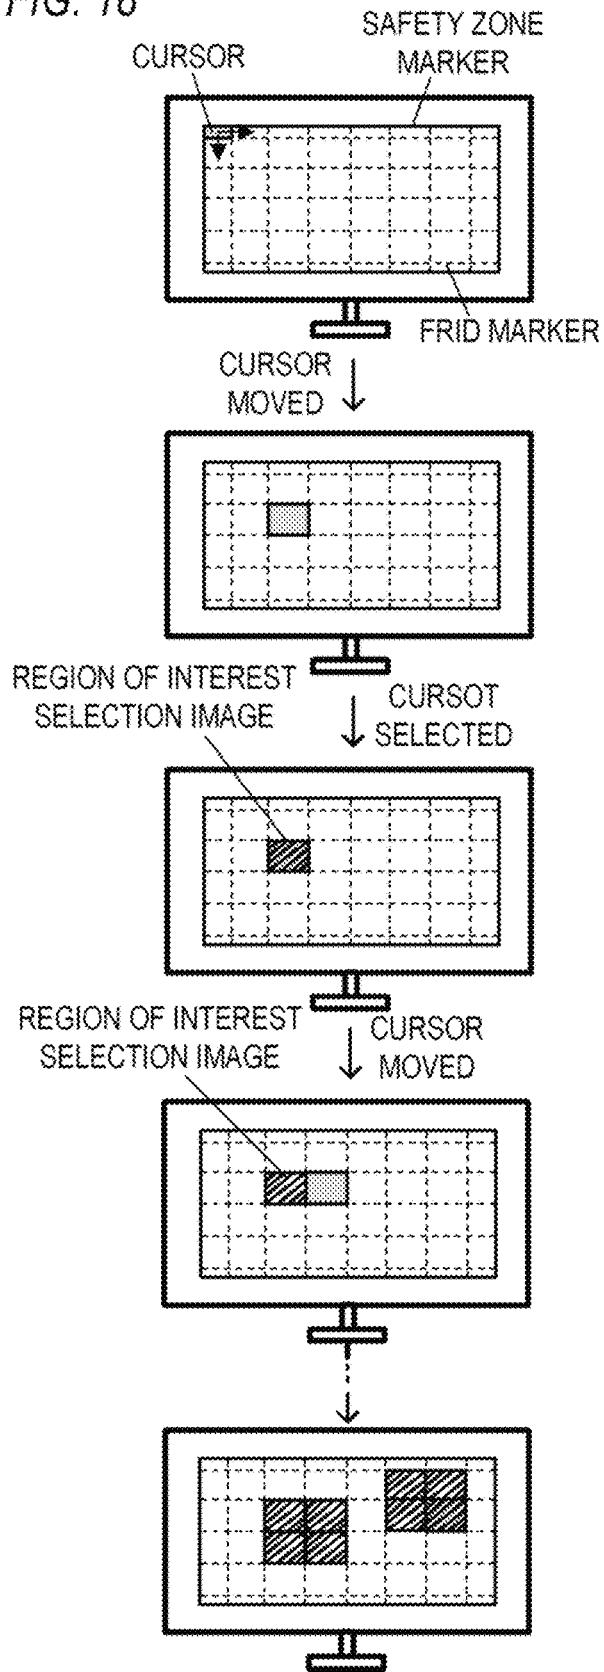 FIG. 16
SAFETY ZONE
MARKER
CURSOR
FRID MARKER
CURSOR
MOVED
REGION OF INTEREST
SELECTION IMAGE
CURSOT
SELECTED
REGION OF INTEREST
SELECTION IMAGE
CURSOR
MOVED